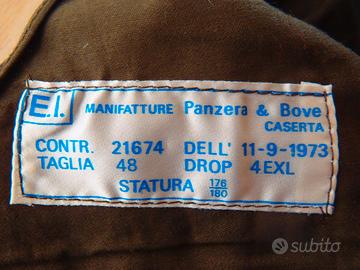 E.I. MANIFATTURE Panzera & Bove
CASERTA
CONTR. 21674 DELL' 11-9-1973
TAGLIA 48 DROP 4EXL
STATURA 176
180
subito